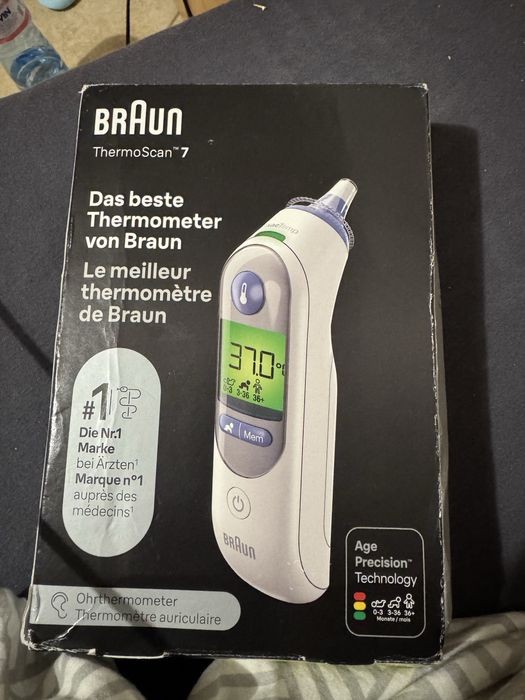 BRAUN
ThermoScan™ 7
Das beste
Thermometer
von Braun
Le meilleur
thermomètre
de Braun
37.0°
0-3 3-36 36+
Mem
BRAUN
#1
Die Nr.1
Marke
bei Ärzten¹
Marque n°1
auprès des
médecins¹
Ohrthermometer
Thermomètre auriculaire
Age
Precision™
Technology
0-3 3-36 36+
Monate / mois